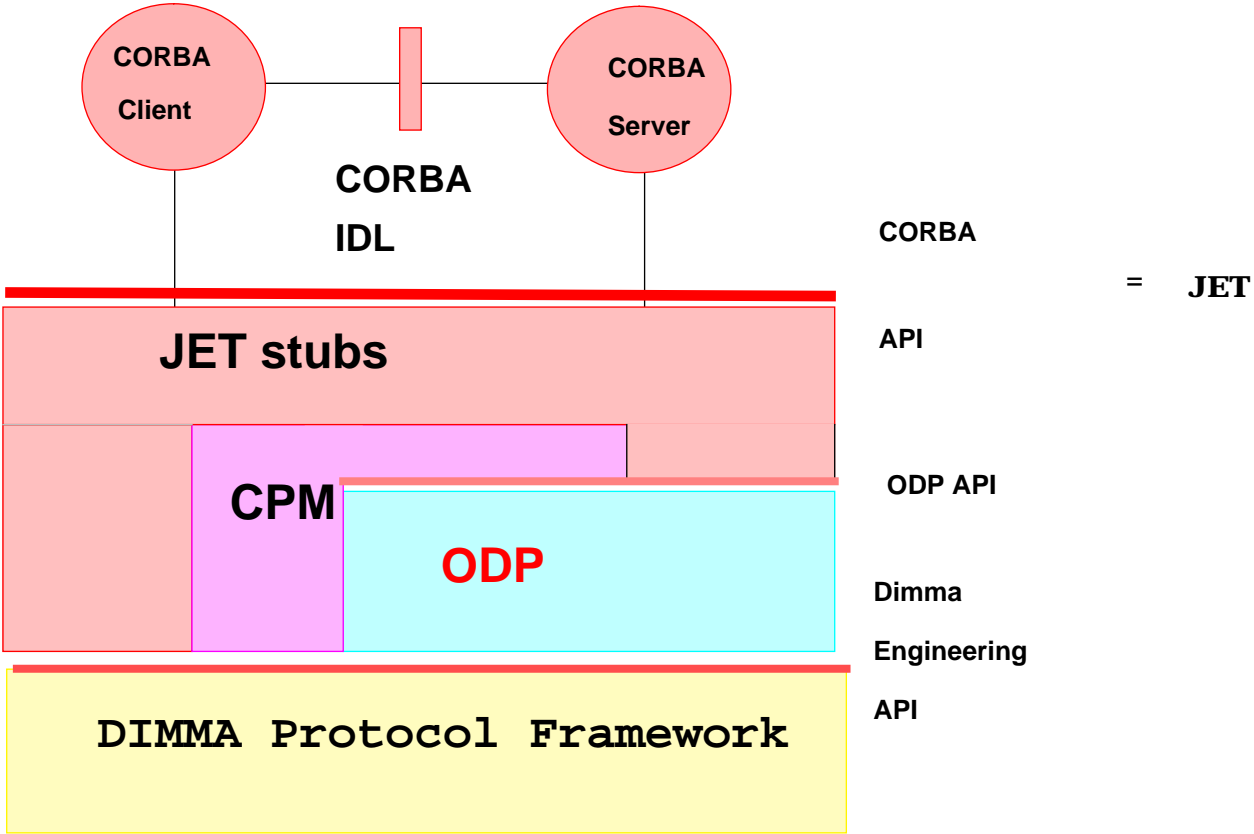 CORBA
Client
CORBA
Server
CORBA
IDL
CORBA
= JET
API
JET stubs
CPM
ODP API
ODP
Dimma
Engineering
API
DIMMA Protocol Framework